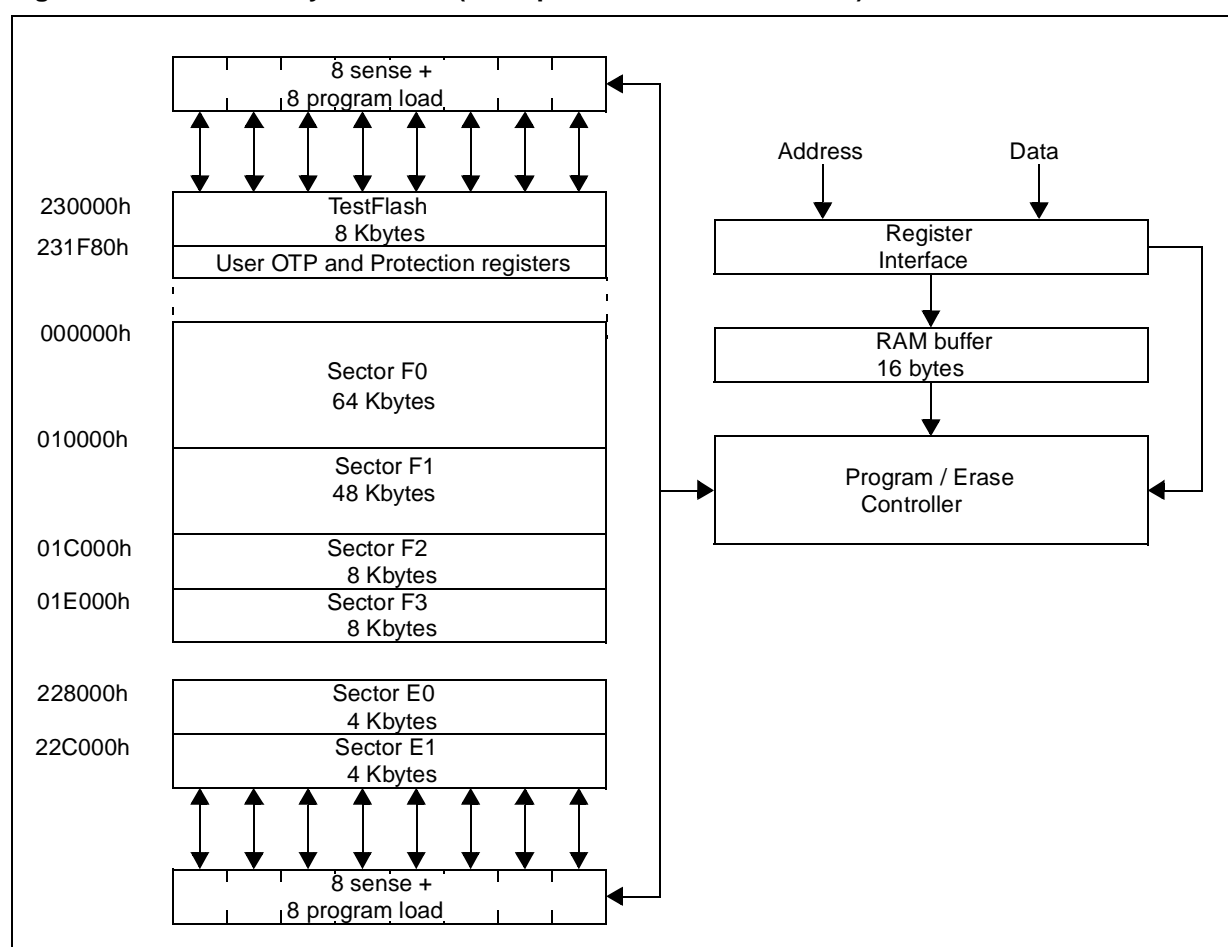 8 sense +
8 program load
Address
Data
230000h
TestFlash
8 Kbytes
231F80h
User OTP and Protection registers
Register
Interface
000000h
Sector F0
64 Kbytes
RAM buffer
16 bytes
010000h
Sector F1
48 Kbytes
Program / Erase
Controller
01C000h
Sector F2
8 Kbytes
01E000h
Sector F3
8 Kbytes
228000h
Sector E0
4 Kbytes
22C000h
Sector E1
4 Kbytes
8 sense +
8 program load